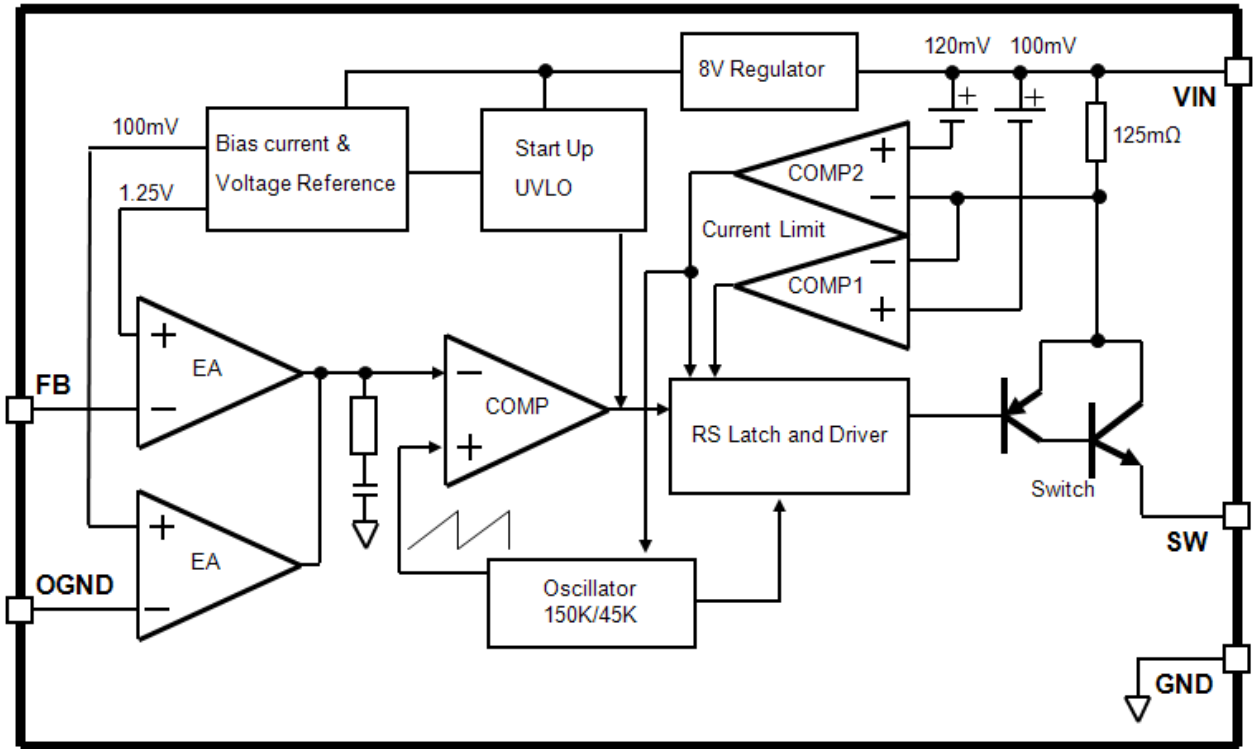 120mV 100mV
8V Regulator
VIN
100mV
Bias current &
Voltage Reference
Start Up
UVLO
125mΩ
1.25V
+
COMP2
−
Current Limit
−
COMP1
+
+
EA
−
FB
−
COMP
+
RS Latch and Driver
Switch
+
EA
−
OGND
Oscillator
150K/45K
SW
GND